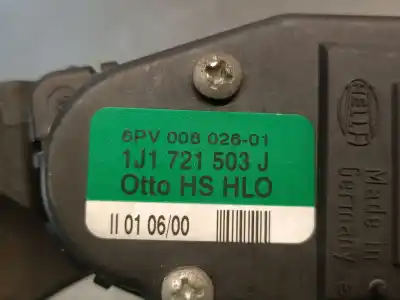 6PV 008 026-01
1J1 721 503 J
Otto HS HLO
II 01 06/00
HELLA
Made in
Germany